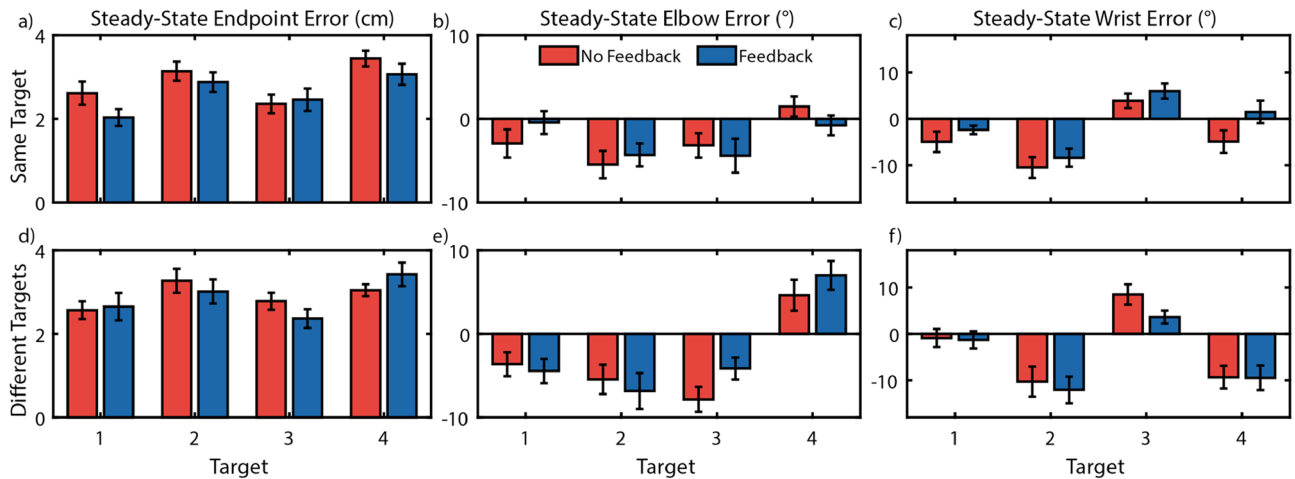 a) Steady-State Endpoint Error (cm) b) Steady-State Elbow Error (°) c) Steady-State Wrist Error (°)
Same Target
4
2
0
10
0
-10
No Feedback
Feedback
10
0
-10
d) e) f)
Different Targets
4
2
0
1 2 3 4
Target
10
0
-10
1 2 3 4
Target
10
0
-10
1 2 3 4
Target